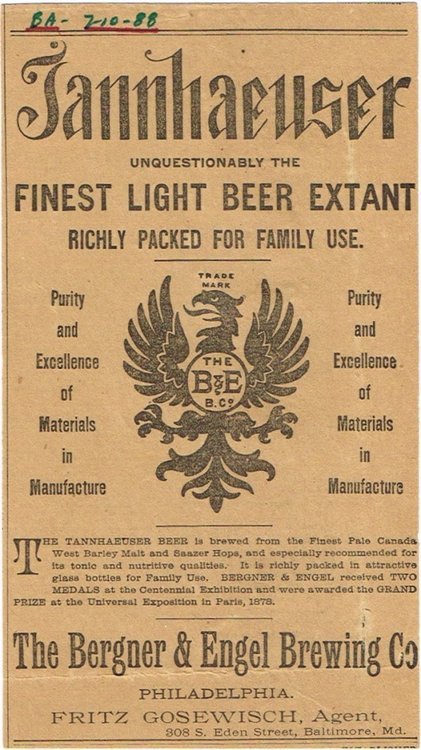 BA- 7-10-88
Tannhaeuser
UNQUESTIONABLY THE
FINEST LIGHT BEER EXTANT
RICHLY PACKED FOR FAMILY USE.
TRADE
MARK
THE
B&E
B.Co
Purity
and
Excellence
of
Materials
in
Manufacture
Purity
and
Excellence
of
Materials
in
Manufacture
THE TANNHAEUSER BEER is brewed from the Finest Pale Canada
West Barley Malt and Saazer Hops, and especially recommended for
its tonic and nutritive qualities. It is richly packed in attractive
glass bottles for Family Use. BERGNER & ENGEL received TWO
MEDALS at the Centennial Exhibition and were awarded the GRAND
PRIZE at the Universal Exposition in Paris, 1878.
The Bergner & Engel Brewing Co
PHILADELPHIA.
FRITZ GOSEWISCH, Agent,
308 S. Eden Street, Baltimore, Md.